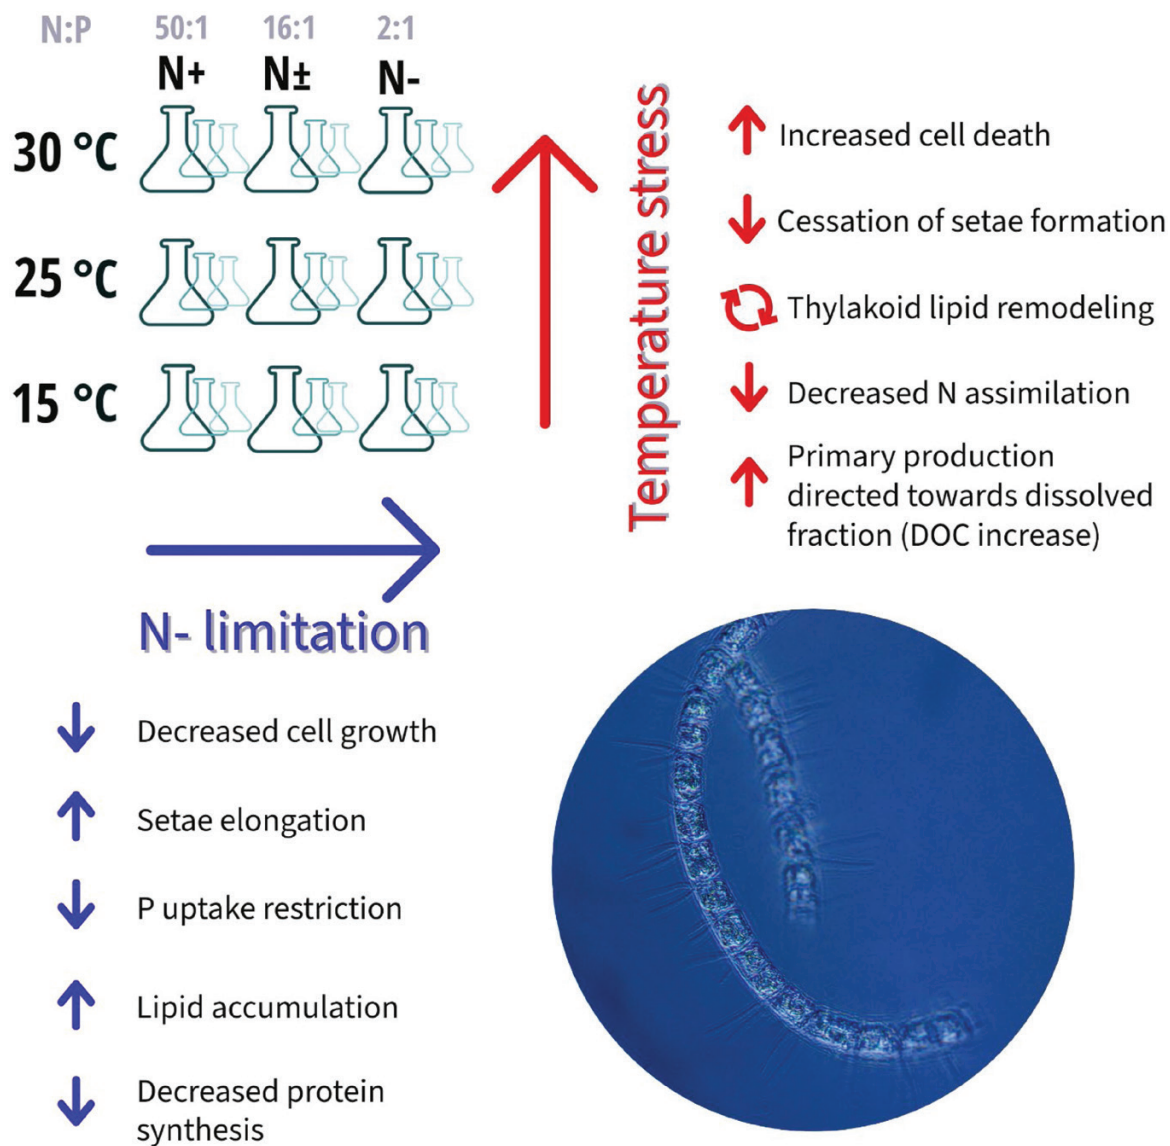 N:P 50:1 16:1 2:1
N+ N± N-
30 °C
25 °C
15 °C
N- limitation
Decreased cell growth
Setae elongation
P uptake restriction
Lipid accumulation
Decreased protein
synthesis
Temperature stress
Increased cell death
Cessation of setae formation
Thylakoid lipid remodeling
Decreased N assimilation
Primary production
directed towards dissolved
fraction (DOC increase)